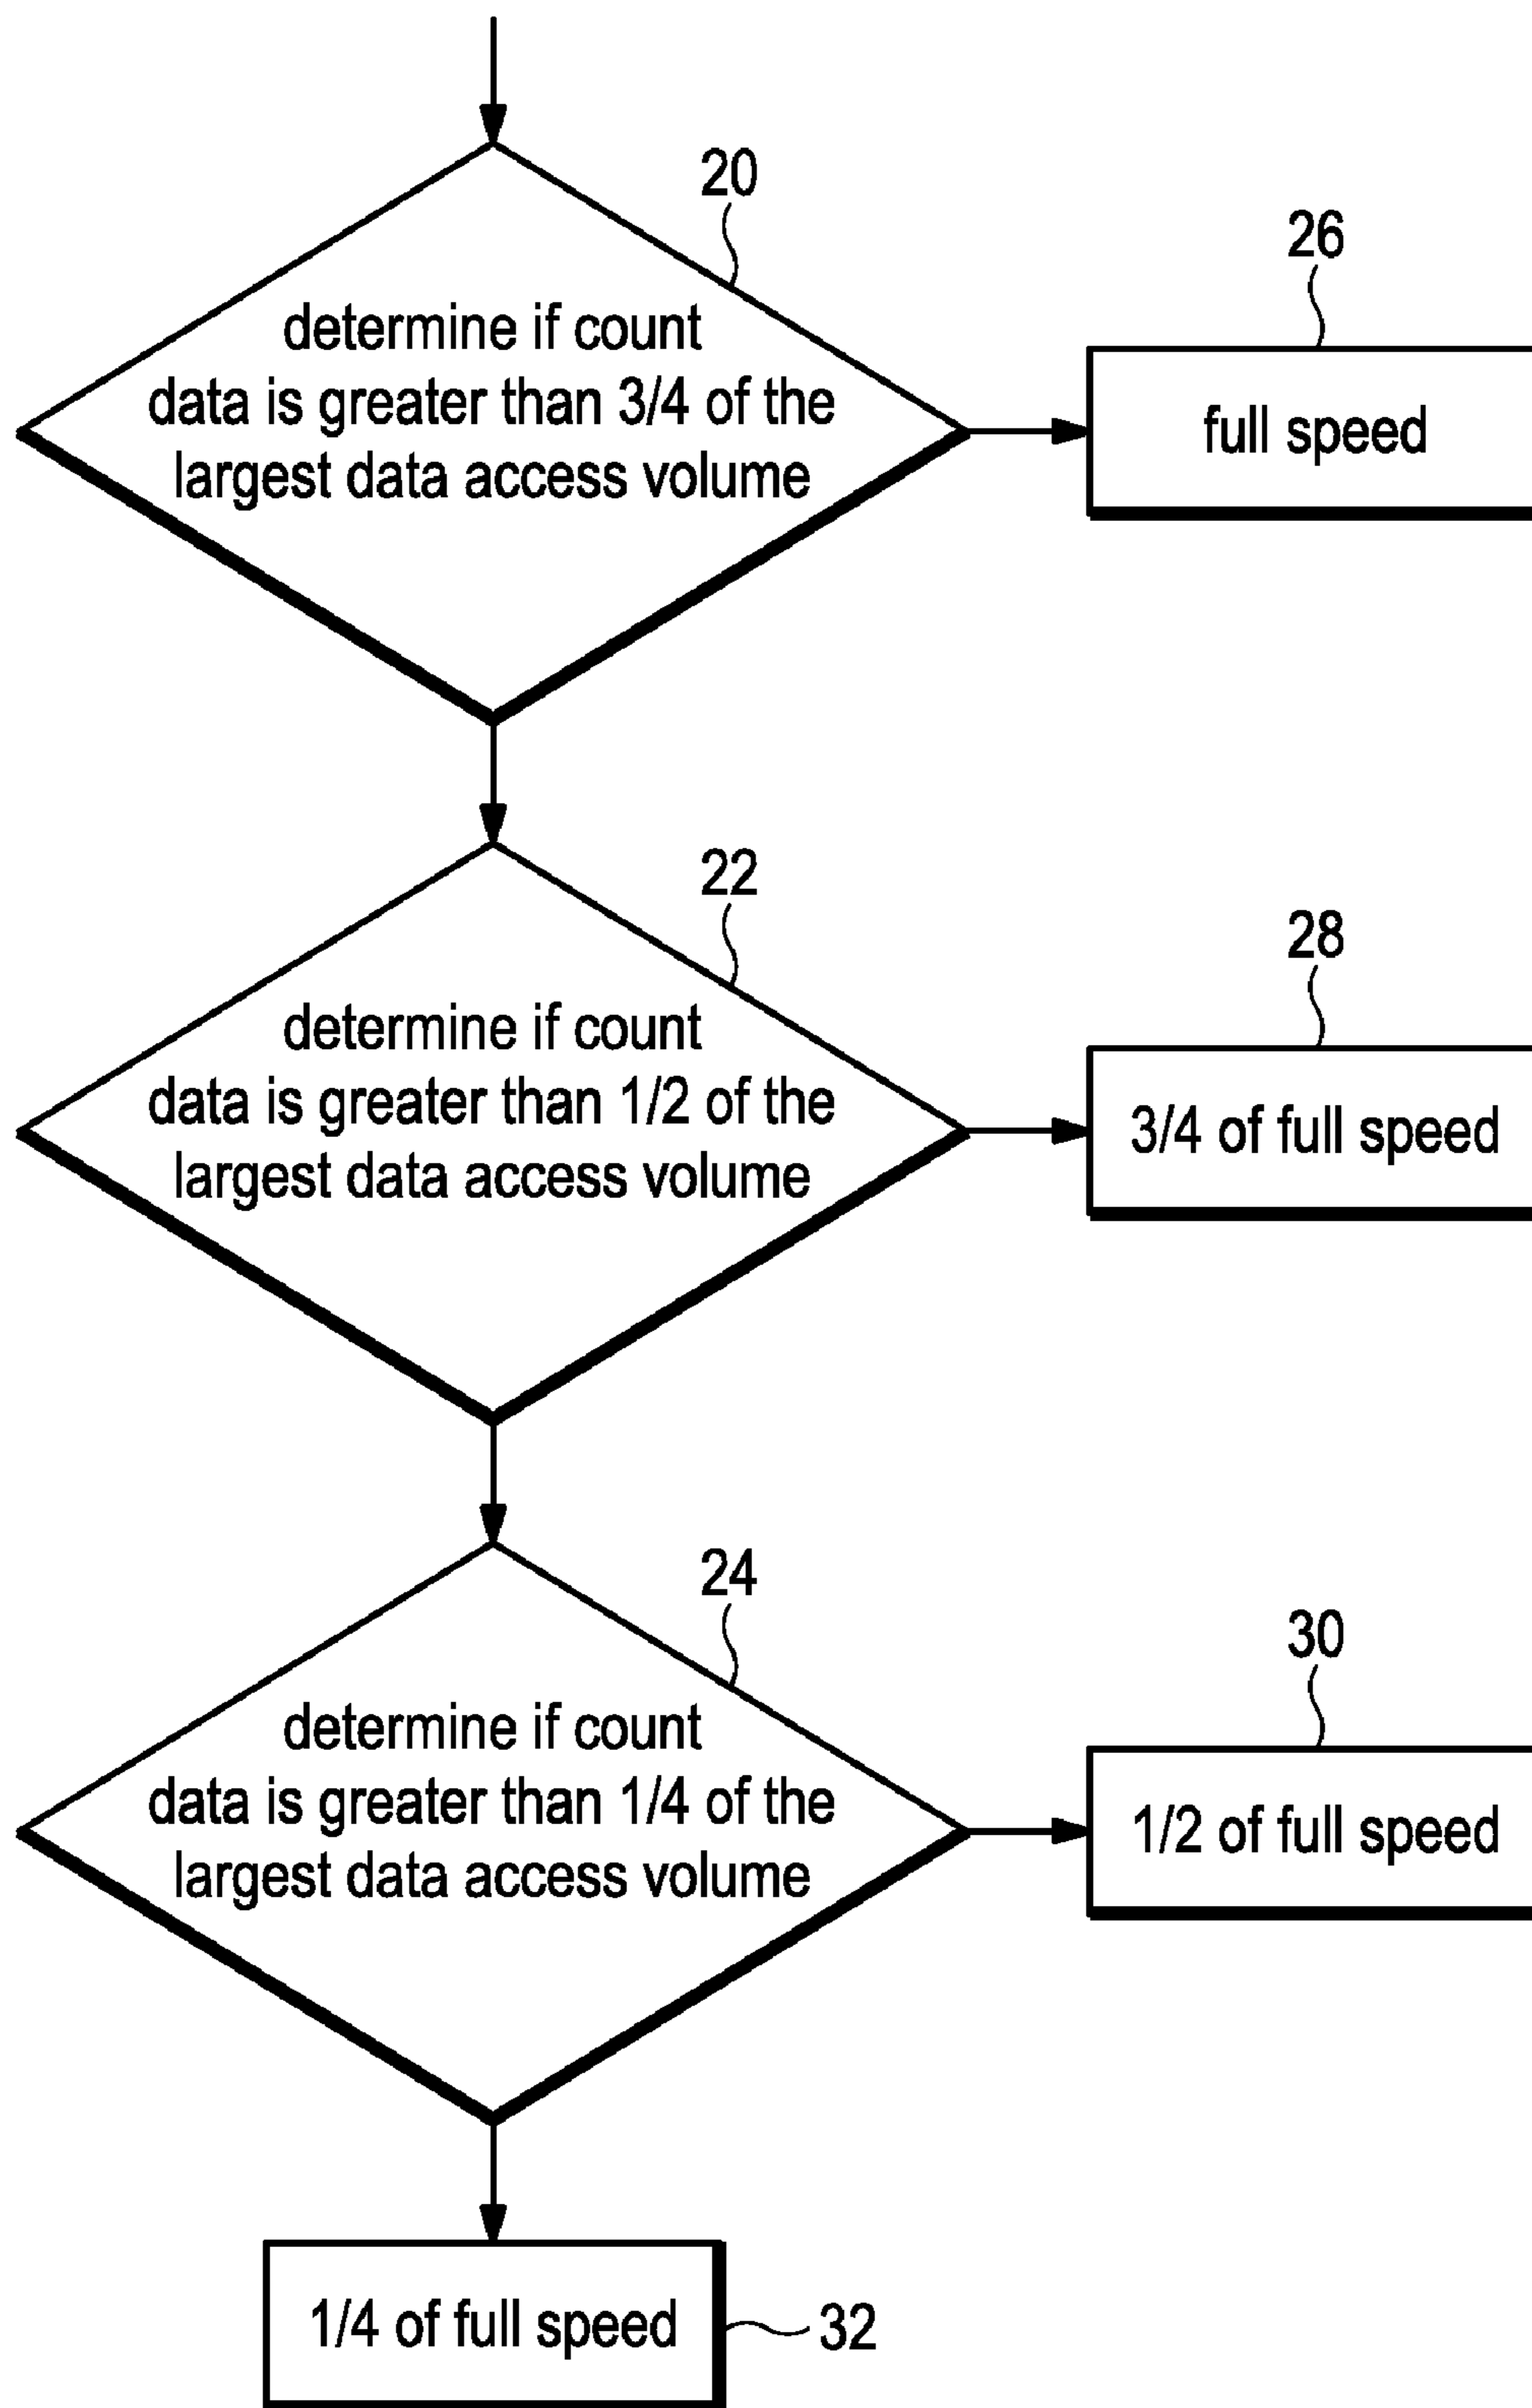 20
determine if count
data is greater than 3/4 of the
largest data access volume
26
full speed
22
determine if count
data is greater than 1/2 of the
largest data access volume
28
3/4 of full speed
24
determine if count
data is greater than 1/4 of the
largest data access volume
30
1/2 of full speed
1/4 of full speed
32